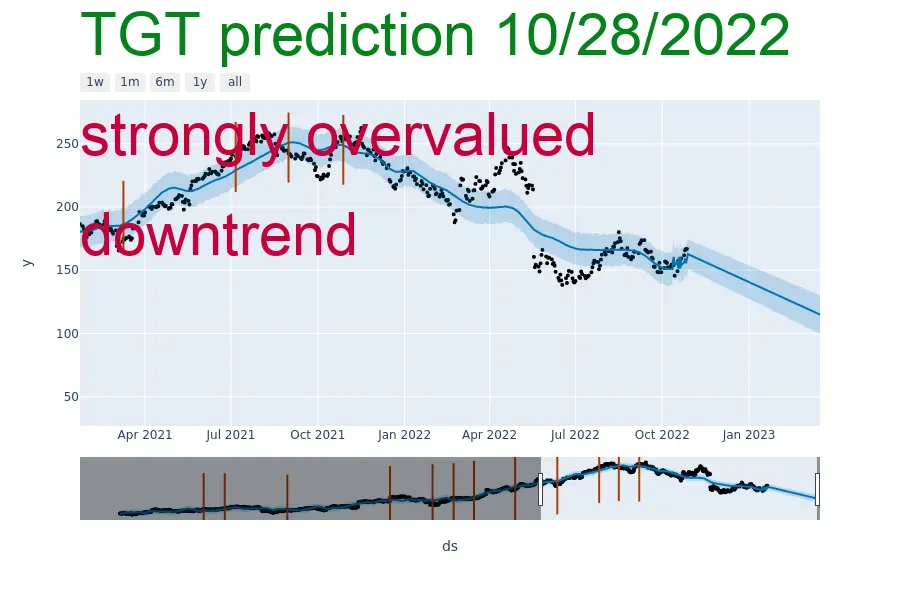 TGT prediction 10/28/2022
1w 1m 6m 1y all
strongly overvalued
downtrend
y
250
200
150
100
50
Apr 2021 Jul 2021 Oct 2021 Jan 2022 Apr 2022 Jul 2022 Oct 2022 Jan 2023
ds